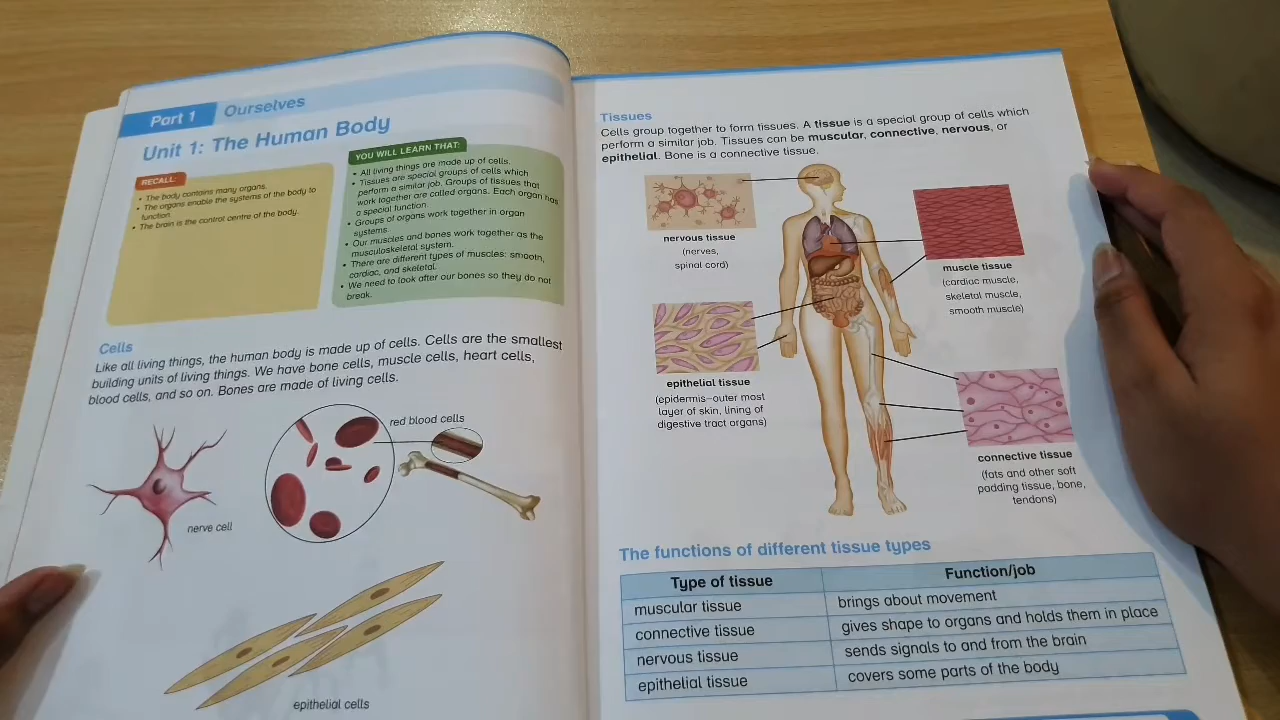 Part 1 Ourselves
Unit 1: The Human Body
RECALL:
• The body contains many organs.
• The organs enable the systems of the body to
function.
• The brain is the control centre of the body.
YOU WILL LEARN THAT:
• All living things are made up of cells.
• Tissues are special groups of cells which
perform a similar job. Groups of tissues that
work together are called organs. Each organ has
a special function.
• Groups of organs work together in organ
systems.
• Our muscles and bones work together as the
musculoskeletal system.
• There are different types of muscles: smooth,
cardiac, and skeletal.
• We need to look after our bones so they do not
break.
Cells
Like all living things, the human body is made up of cells. Cells are the smallest
building units of living things. We have bone cells, muscle cells, heart cells,
blood cells, and so on. Bones are made of living cells.
red blood cells
nerve cell
epithelial cells
Tissues
Cells group together to form tissues. A tissue is a special group of cells which
perform a similar job. Tissues can be muscular, connective, nervous, or
epithelial. Bone is a connective tissue.
nervous tissue
(nerves,
spinal cord)
muscle tissue
(cardiac muscle,
skeletal muscle,
smooth muscle)
epithelial tissue
(epidermis–outer most
layer of skin, lining of
digestive tract organs)
connective tissue
(fats and other soft
padding tissue, bone,
tendons)
The functions of different tissue types
Type of tissue Function/job
muscular tissue brings about movement
connective tissue gives shape to organs and holds them in place
nervous tissue sends signals to and from the brain
epithelial tissue covers some parts of the body